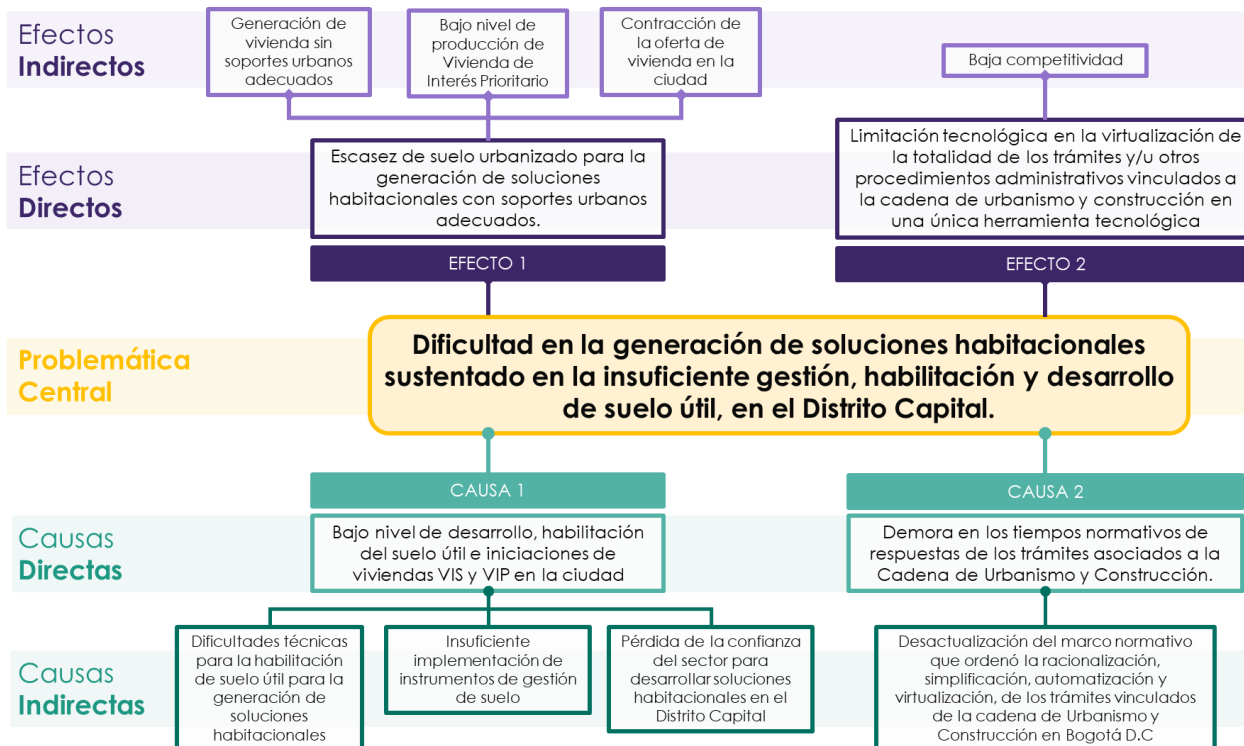 Efectos
Indirectos
Generación de
vivienda sin
soportes urbanos
adecuados
Bajo nivel de
producción de
Vivienda de
Interés Prioritario
Contracción de
la oferta de
vivienda en la
ciudad
Baja competitividad
Efectos
Directos
Escasez de suelo urbanizado para la
generación de soluciones
habitacionales con soportes urbanos
adecuados.
Limitación tecnológica en la virtualización de
la totalidad de los trámites y/u otros
procedimientos administrativos vinculados a
la cadena de urbanismo y construcción en
una única herramienta tecnológica
EFECTO 1
EFECTO 2
Problemática
Central
Dificultad en la generación de soluciones habitacionales
sustentado en la insuficiente gestión, habilitación y desarrollo
de suelo útil, en el Distrito Capital.
CAUSA 1
CAUSA 2
Causas
Directas
Bajo nivel de desarrollo, habilitación
del suelo útil e iniciaciones de
viviendas VIS y VIP en la ciudad
Demora en los tiempos normativos de
respuestas de los trámites asociados a la
Cadena de Urbanismo y Construcción.
Causas
Indirectas
Dificultades técnicas
para la habilitación
de suelo útil para la
generación de
soluciones
habitacionales
Insuficiente
implementación de
instrumentos de gestión
de suelo
Pérdida de la confianza
del sector para
desarrollar soluciones
habitacionales en el
Distrito Capital
Desactualización del marco normativo
que ordenó la racionalización,
simplificación, automatización y
virtualización, de los trámites vinculados
de la cadena de Urbanismo y
Construcción en Bogotá D.C